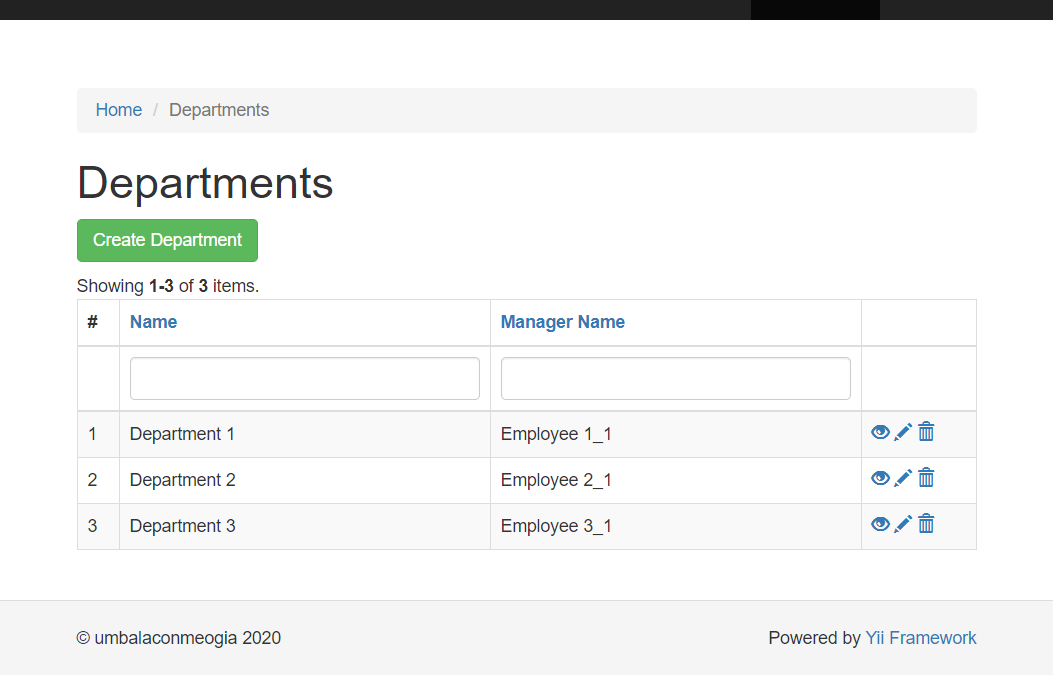 Home / Departments
Departments
Create Department
Showing 1-3 of 3 items.
# Name Manager Name
1 Department 1 Employee 1_1
2 Department 2 Employee 2_1
3 Department 3 Employee 3_1
© umbalaconmeogia 2020 Powered by Yii Framework